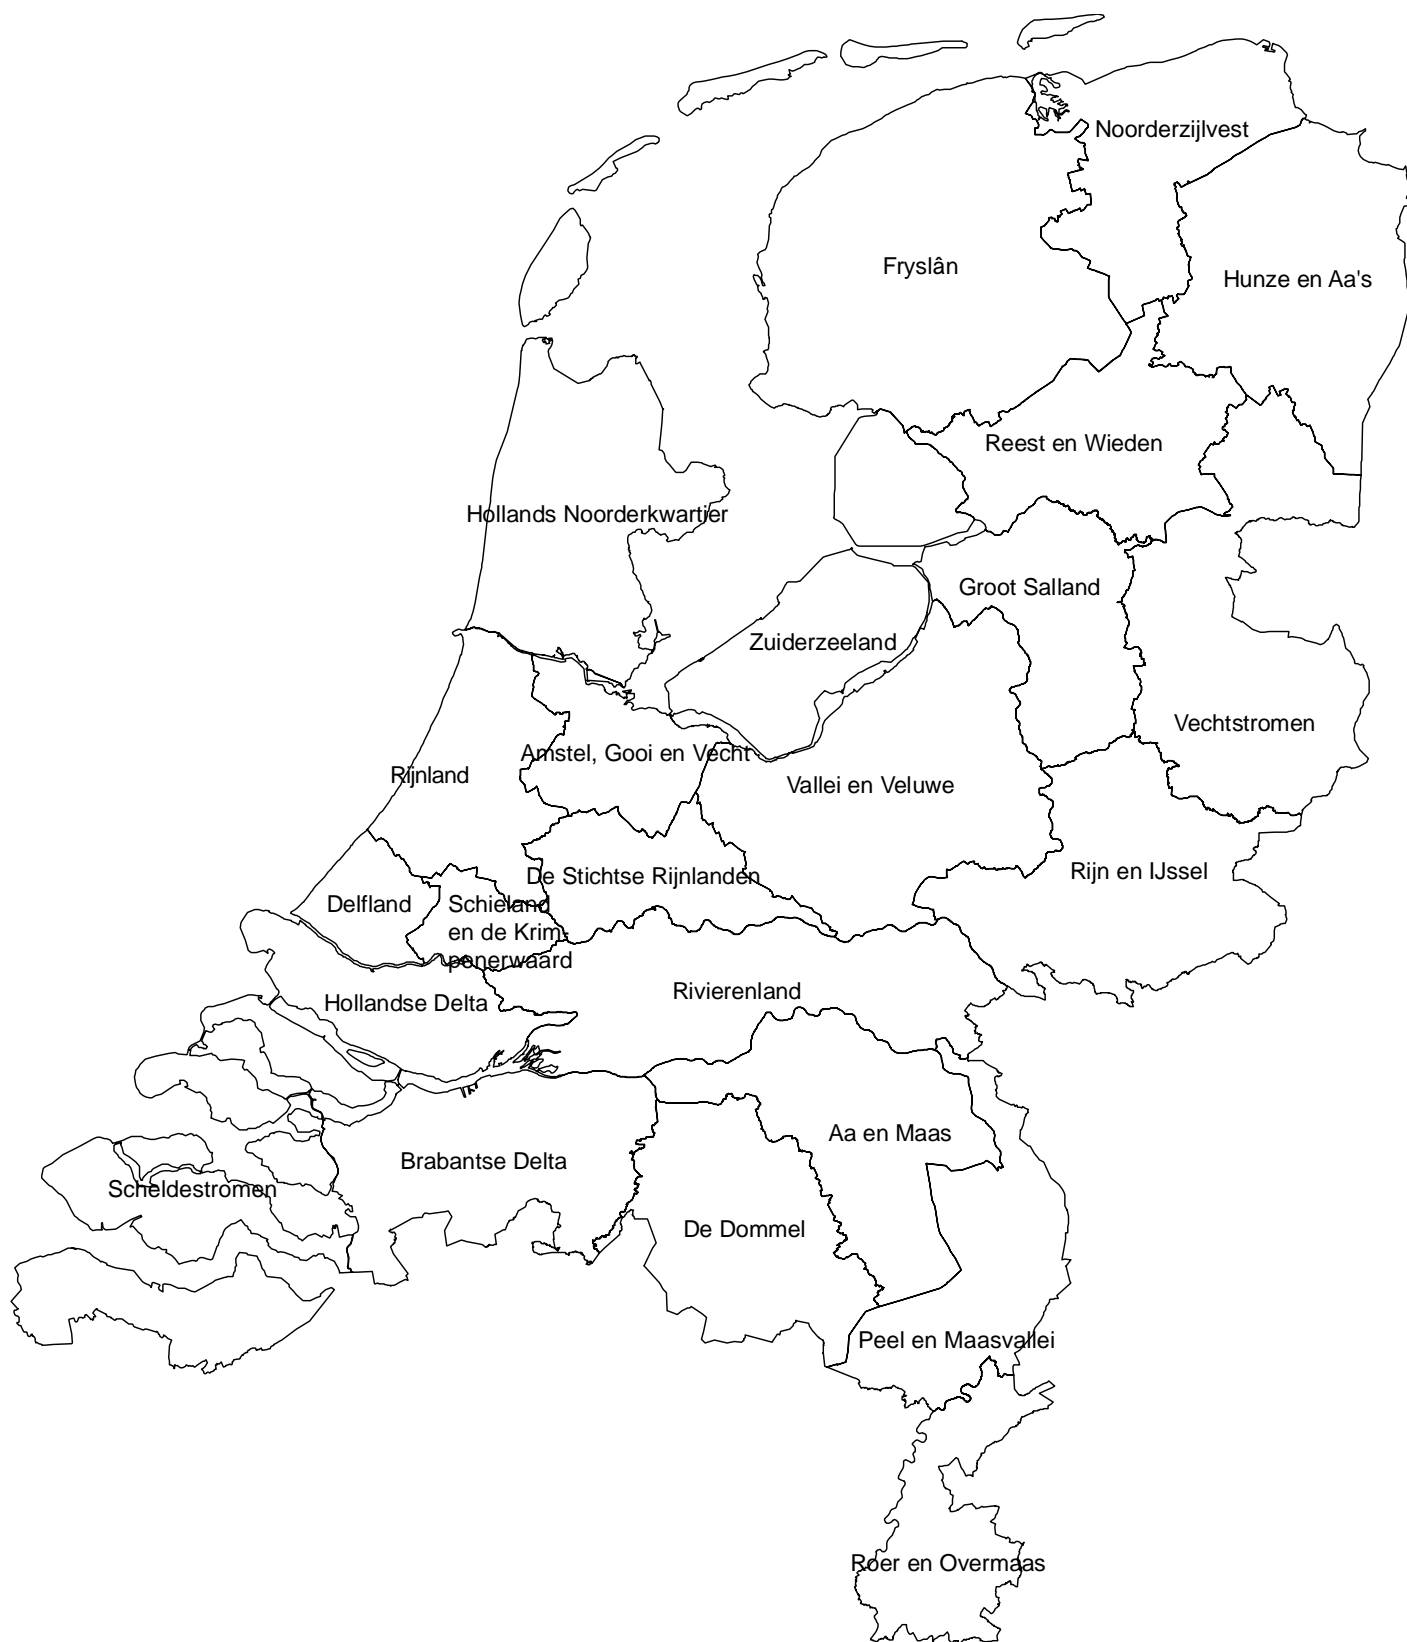 Noorderzijlvest
Fryslân
Hunze en Aa's
Reest en Wieden
Hollands Noorderkwartier
Groot Salland
Zuiderzeeland
Vechtstromen
Amstel, Gooi en Vecht
Rijnland
Vallei en Veluwe
Rijn en IJssel
De Stichtse Rijnlanden
Delfland
Schieland
en de Krim-
penerwaard
Rivierenland
Hollandse Delta
Aa en Maas
Brabantse Delta
Scheldestromen
De Dommel
Peel en Maasvallei
Roer en Overmaas